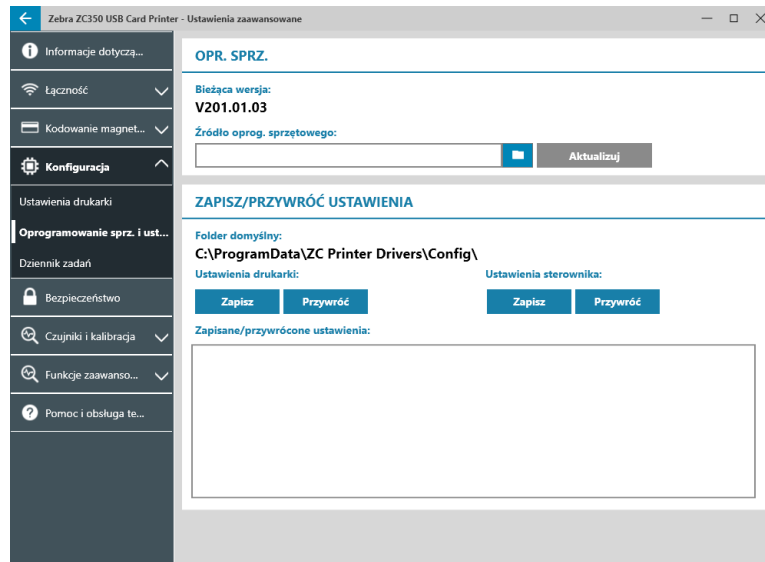 Zebra ZC350 USB Card Printer - Ustawienia zaawansowane
Informacje dotyczą...
Łączność
Kodowanie magnet...
Konfiguracja
Ustawienia drukarki
Oprogramowanie sprz. i ust...
Dziennik zadań
Bezpieczeństwo
Czujniki i kalibracja
Funkcje zaawanso...
Pomoc i obsługa te...
OPR. SPRZ.
Bieżąca wersja:
V201.01.03
Źródło oprog. sprzętowego:
Aktualizuj
ZAPISZ/PRZYWRÓĆ USTAWIENIA
Folder domyślny:
C:\ProgramData\ZC Printer Drivers\Config\
Ustawienia drukarki: Ustawienia sterownika:
Zapisz Przywróć Zapisz Przywróć
Zapisane/przywrócone ustawienia: